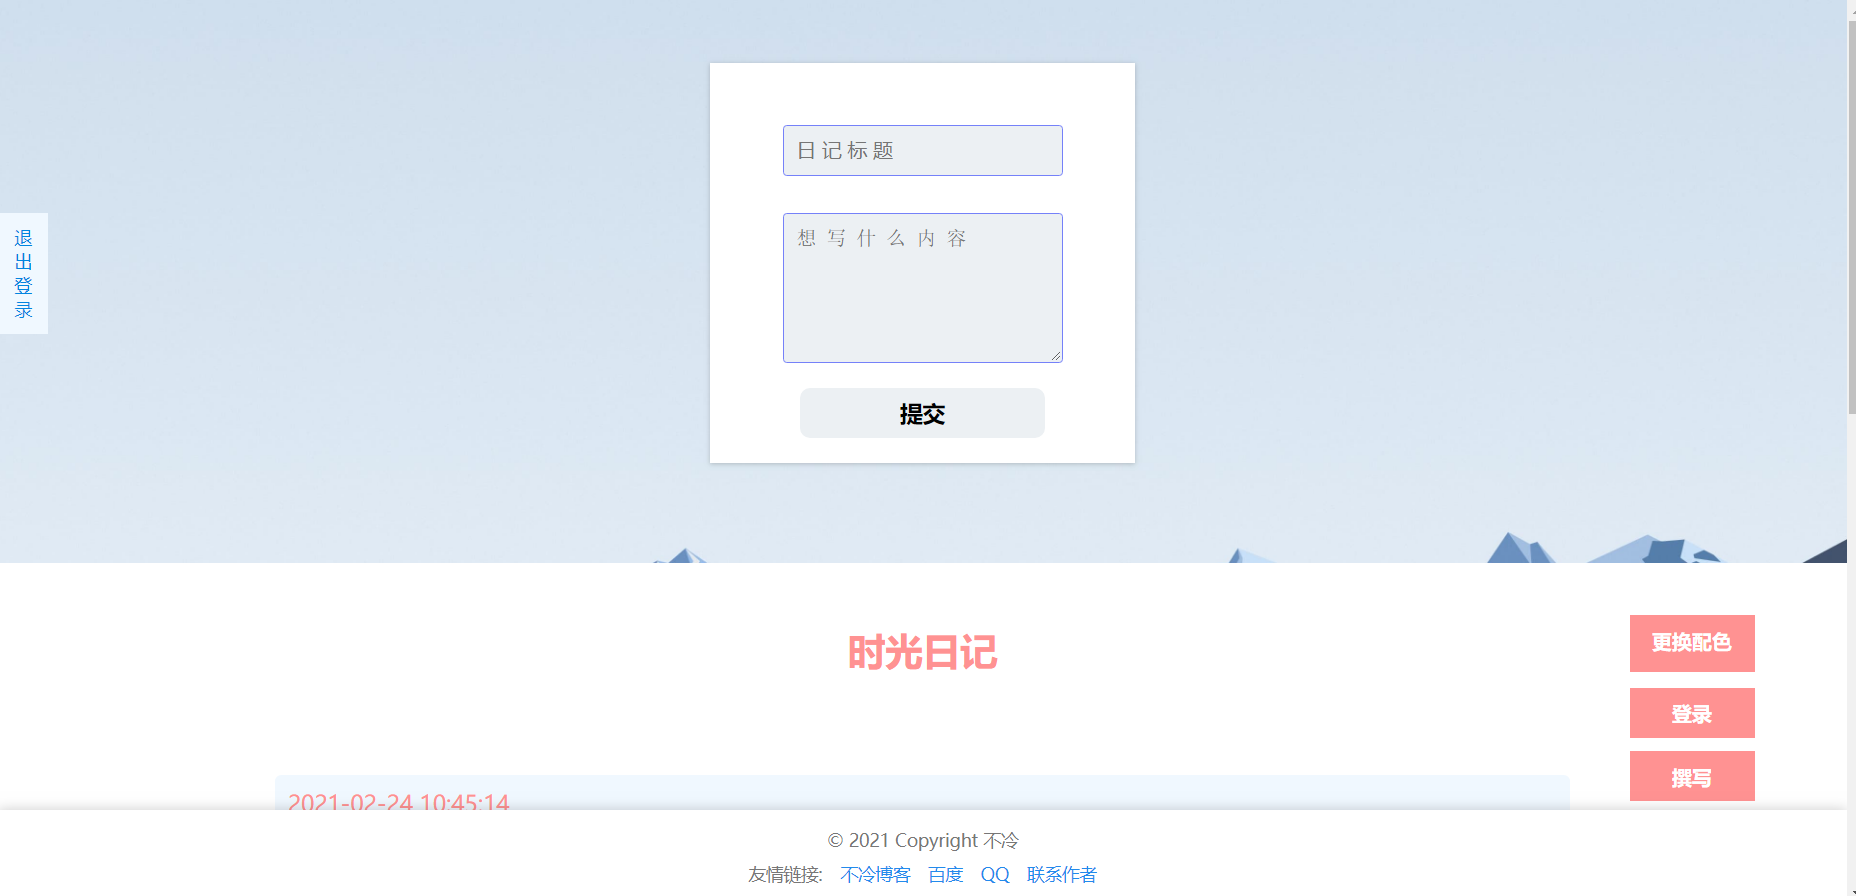 日记标题
想写什么内容
提交
退
出
登
录
时光日记
更换配色
登录
撰写
2021-02-24 10:45:14
© 2021 Copyright 不冷
友情链接: 不冷博客 百度 QQ 联系作者